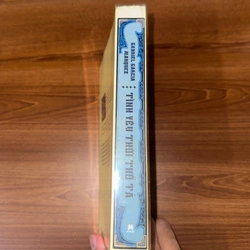 GABRIEL GARCÍA
MÁRQUEZ
TÌNH YÊU THỜI THỔ TẢ